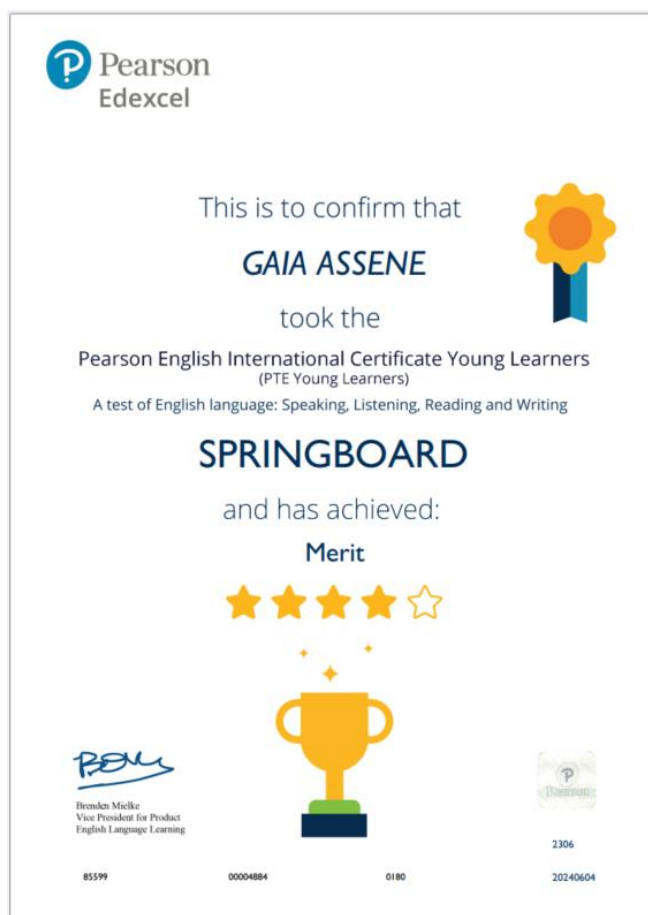 Pearson
Edexcel
This is to confirm that
GAIA ASSENE
took the
Pearson English International Certificate Young Learners
(PTE Young Learners)
A test of English language: Speaking, Listening, Reading and Writing
SPRINGBOARD
and has achieved:
Merit
Brenden Mielke
Vice President for Product
English Language Learning
Pearson
2306
85599 00004884 0180 20240604